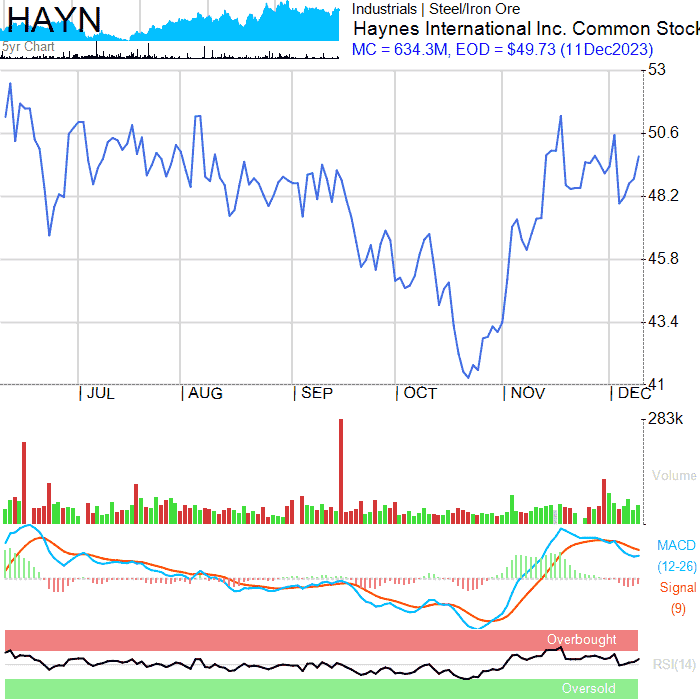 HAYN
5yr Chart
Industrials | Steel/Iron Ore
Haynes International Inc. Common Stock
MC = 634.3M, EOD = $49.73 (11Dec2023)
53
50.6
48.2
45.8
43.4
41
| JUL | AUG | SEP | OCT | NOV | DEC
283k
Volume
MACD
(12-26)
Signal
(9)
Overbought
RSI(14)
Oversold